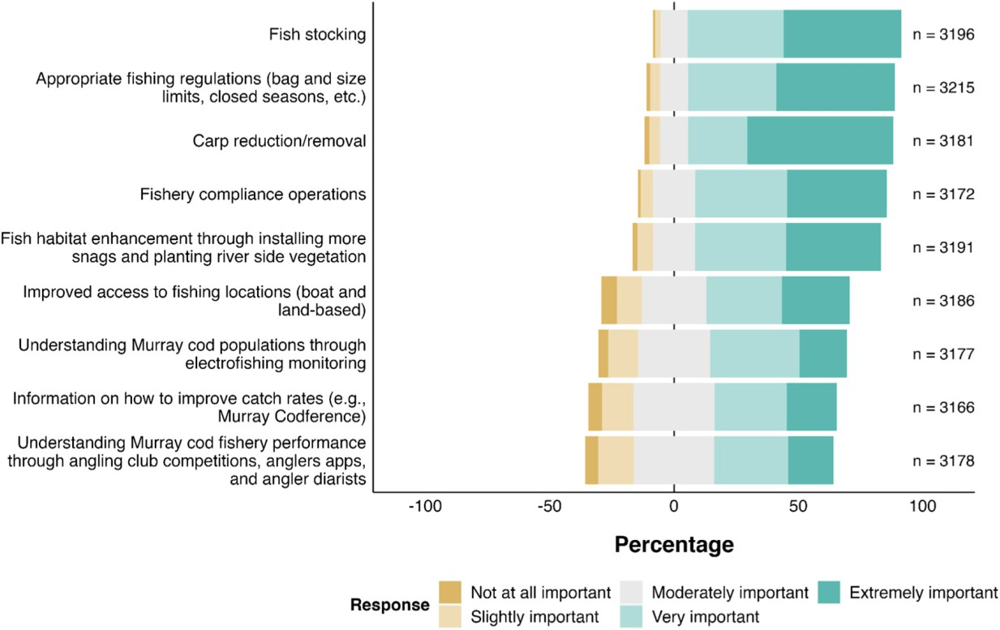 Fish stocking
n = 3196
Appropriate fishing regulations (bag and size
limits, closed seasons, etc.)
n = 3215
Carp reduction/removal
n = 3181
Fishery compliance operations
n = 3172
Fish habitat enhancement through installing more
snags and planting river side vegetation
n = 3191
Improved access to fishing locations (boat and
land-based)
n = 3186
Understanding Murray cod populations through
electrofishing monitoring
n = 3177
Information on how to improve catch rates (e.g.,
Murray Codference)
n = 3166
Understanding Murray cod fishery performance
through angling club competitions, anglers apps,
and angler diarists
n = 3178
-100 -50 0 50 100
Percentage
Response
Not at all important Moderately important Extremely important
Slightly important Very important